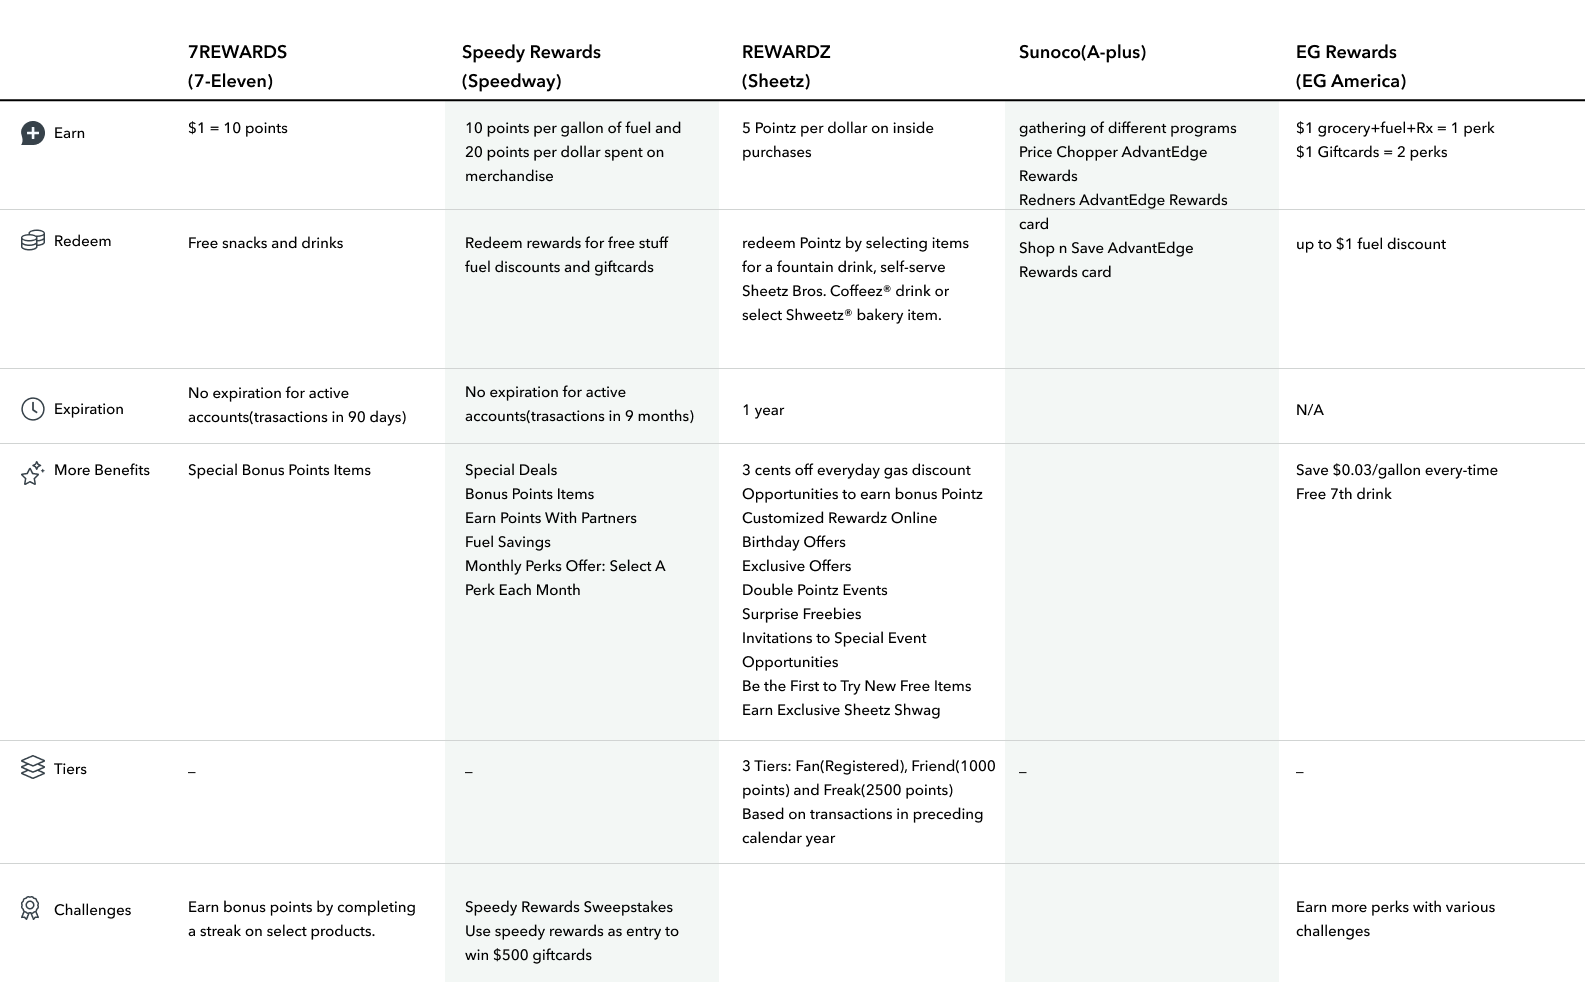 7REWARDS
(7-Eleven)
Speedy Rewards
(Speedway)
REWARDZ
(Sheetz)
Sunoco(A-plus)
EG Rewards
(EG America)
Earn
$1 = 10 points
10 points per gallon of fuel and
20 points per dollar spent on
merchandise
5 Pointz per dollar on inside
purchases
gathering of different programs
Price Chopper AdvantEdge
Rewards
Redners AdvantEdge Rewards
card
Shop n Save AdvantEdge
Rewards card
$1 grocery+fuel+Rx = 1 perk
$1 Giftcards = 2 perks
Redeem
Free snacks and drinks
Redeem rewards for free stuff
fuel discounts and giftcards
redeem Pointz by selecting items
for a fountain drink, self-serve
Sheetz Bros. Coffeez® drink or
select Shweetz® bakery item.
up to $1 fuel discount
Expiration
No expiration for active
accounts(trasactions in 90 days)
No expiration for active
accounts(trasactions in 9 months)
1 year
N/A
More Benefits
Special Bonus Points Items
Special Deals
Bonus Points Items
Earn Points With Partners
Fuel Savings
Monthly Perks Offer: Select A
Perk Each Month
3 cents off everyday gas discount
Opportunities to earn bonus Pointz
Customized Rewardz Online
Birthday Offers
Exclusive Offers
Double Pointz Events
Surprise Freebies
Invitations to Special Event
Opportunities
Be the First to Try New Free Items
Earn Exclusive Sheetz Shwag
Save $0.03/gallon every-time
Free 7th drink
Tiers
–
–
3 Tiers: Fan(Registered), Friend(1000
points) and Freak(2500 points)
Based on transactions in preceding
calendar year
–
–
Challenges
Earn bonus points by completing
a streak on select products.
Speedy Rewards Sweepstakes
Use speedy rewards as entry to
win $500 giftcards
Earn more perks with various
challenges